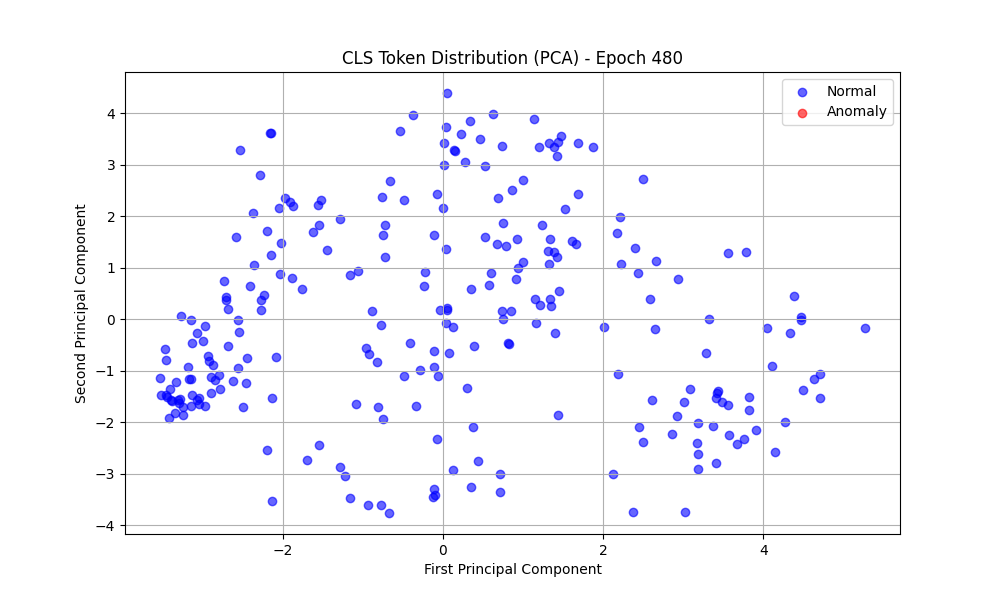 CLS Token Distribution (PCA) - Epoch 480
Normal
Anomaly
Second Principal Component
4
3
2
1
0
−1
−2
−3
−4
−2
0
2
4
First Principal Component